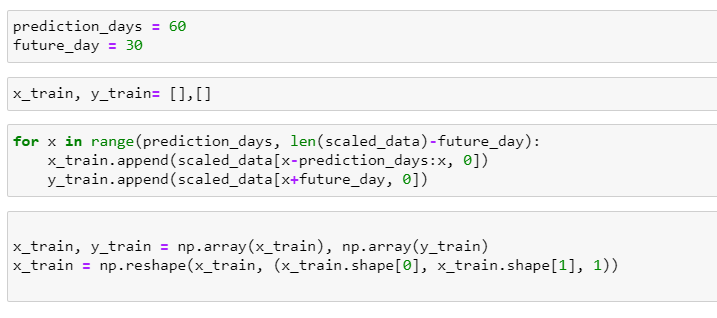 prediction_days = 60
future_day = 30
x_train, y_train= [],[]
for x in range(prediction_days, len(scaled_data)-future_day):
    x_train.append(scaled_data[x-prediction_days:x, 0])
    y_train.append(scaled_data[x+future_day, 0])
x_train, y_train = np.array(x_train), np.array(y_train)
x_train = np.reshape(x_train, (x_train.shape[0], x_train.shape[1], 1))